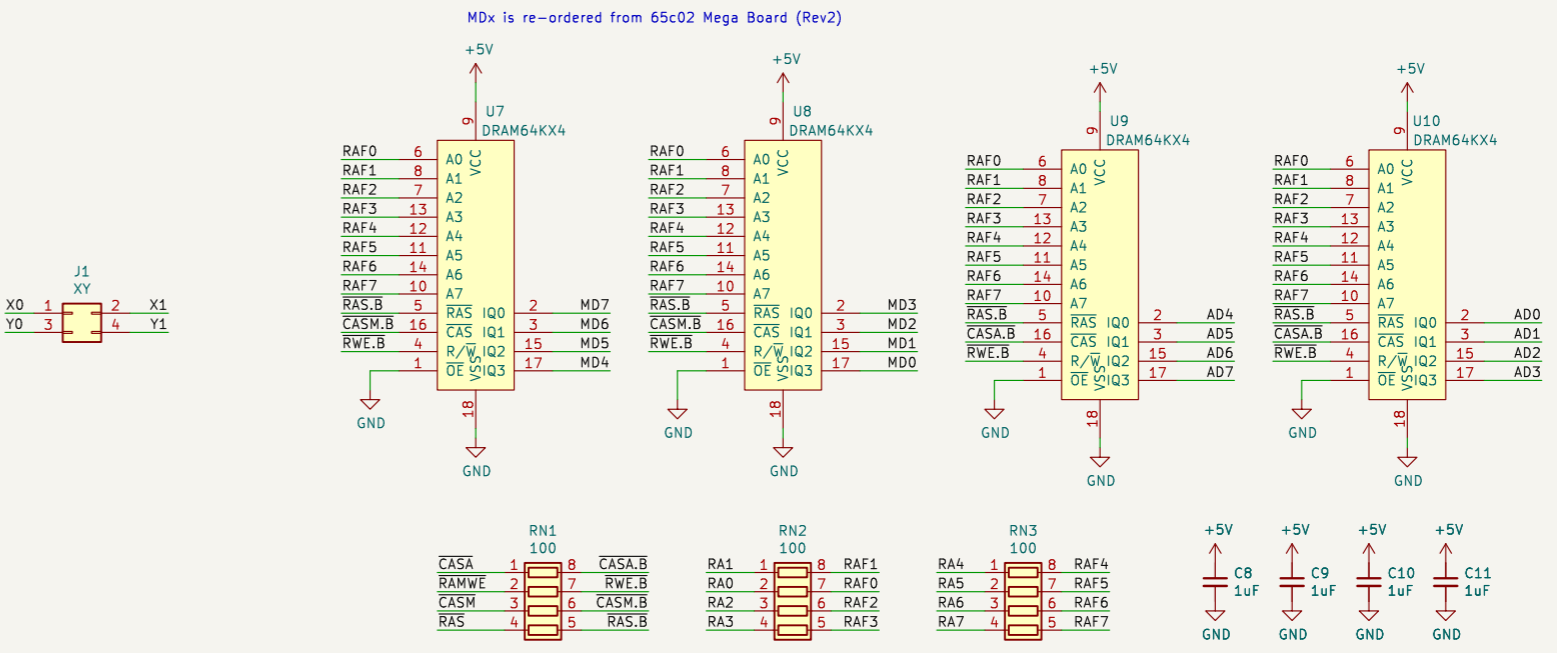 MDx is re-ordered from 65c02 Mega Board (Rev2)
J1
XY
X0 1 2 X1
Y0 3 4 Y1
+5V
9
U7
DRAM64KX4
VCC
RAF0 6 A0
RAF1 8 A1
RAF2 7 A2
RAF3 13 A3
RAF4 12 A4
RAF5 11 A5
RAF6 14 A6
RAF7 10 A7
RAS.B 5 RAS IQ0 2 MD7
CASM.B 16 CAS IQ1 3 MD6
RWE.B 4 R/W IQ2 15 MD5
1 OE VSS IQ3 17 MD4
GND
18
GND
+5V
9
U8
DRAM64KX4
VCC
RAF0 6 A0
RAF1 8 A1
RAF2 7 A2
RAF3 13 A3
RAF4 12 A4
RAF5 11 A5
RAF6 14 A6
RAF7 10 A7
RAS.B 5 RAS IQ0 2 MD3
CASM.B 16 CAS IQ1 3 MD2
RWE.B 4 R/W IQ2 15 MD1
1 OE VSS IQ3 17 MD0
GND
18
GND
+5V
9
U9
DRAM64KX4
VCC
RAF0 6 A0
RAF1 8 A1
RAF2 7 A2
RAF3 13 A3
RAF4 12 A4
RAF5 11 A5
RAF6 14 A6
RAF7 10 A7
RAS.B 5 RAS IQ0 2 AD4
CASA.B 16 CAS IQ1 3 AD5
RWE.B 4 R/W IQ2 15 AD6
1 OE VSS IQ3 17 AD7
GND
18
GND
+5V
9
U10
DRAM64KX4
VCC
RAF0 6 A0
RAF1 8 A1
RAF2 7 A2
RAF3 13 A3
RAF4 12 A4
RAF5 11 A5
RAF6 14 A6
RAF7 10 A7
RAS.B 5 RAS IQ0 2 AD0
CASA.B 16 CAS IQ1 3 AD1
RWE.B 4 R/W IQ2 15 AD2
1 OE VSS IQ3 17 AD3
GND
18
GND
RN1
100
CASA 1 8 CASA.B
RAMWE 2 7 RWE.B
CASM 3 6 CASM.B
RAS 4 5 RAS.B
RN2
100
RA1 1 8 RAF1
RA0 2 7 RAF0
RA2 3 6 RAF2
RA3 4 5 RAF3
RN3
100
RA4 1 8 RAF4
RA5 2 7 RAF5
RA6 3 6 RAF6
RA7 4 5 RAF7
+5V
C8
1uF
GND
+5V
C9
1uF
GND
+5V
C10
1uF
GND
+5V
C11
1uF
GND